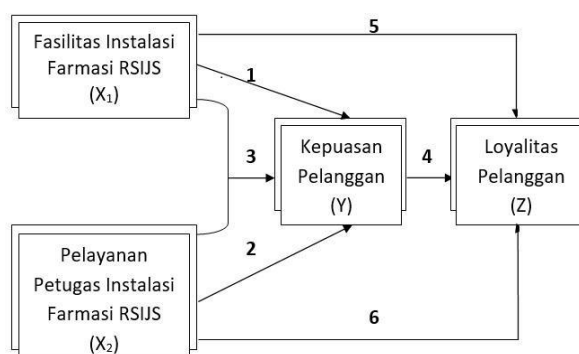 Fasilitas Instalasi
Farmasi RSIJS
(X₁)
5
1
3
Kepuasan
Pelanggan
(Y)
4
Loyalitas
Pelanggan
(Z)
Pelayanan
Petugas Instalasi
Farmasi RSIJS
(X₂)
2
6